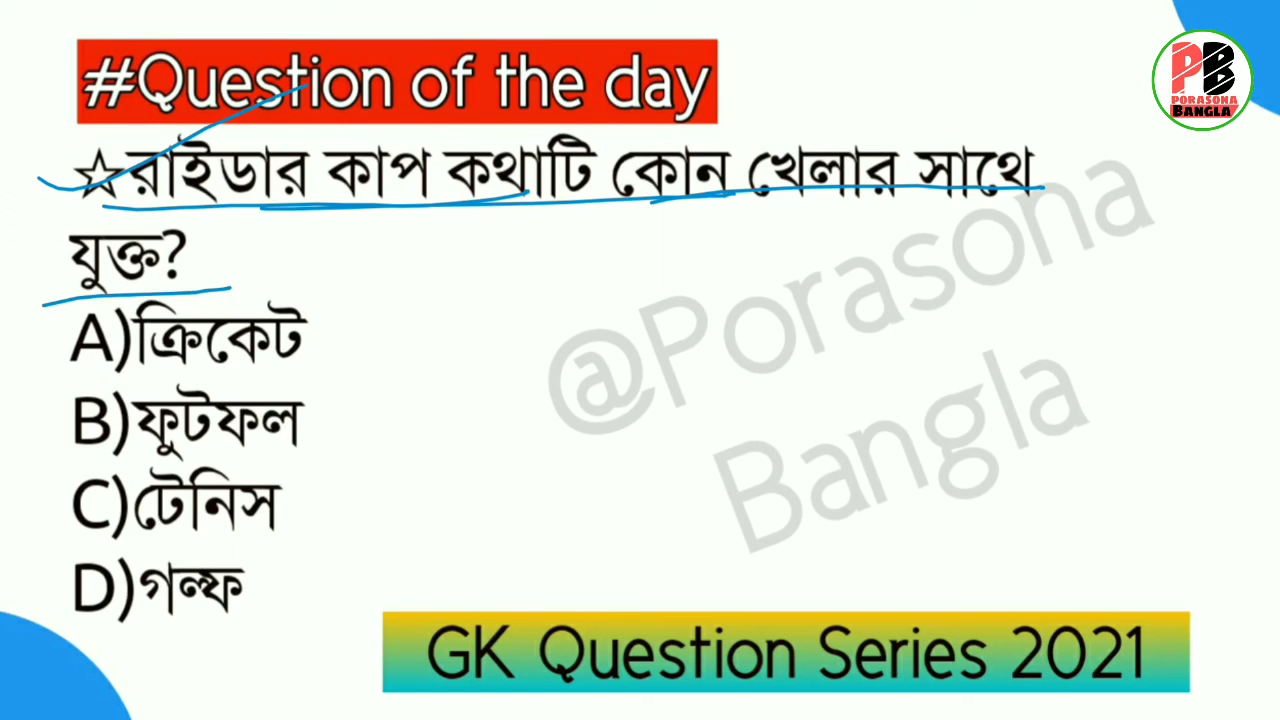 #Question of the day
PB
PORASONA
BANGLA
☆রাইডার কাপ কথাটি কোন খেলার সাথে
যুক্ত?
A)ক্রিকেট
B)ফুটফল
C)টেনিস
D)গল্ফ
@Porasona
Bangla
GK Question Series 2021